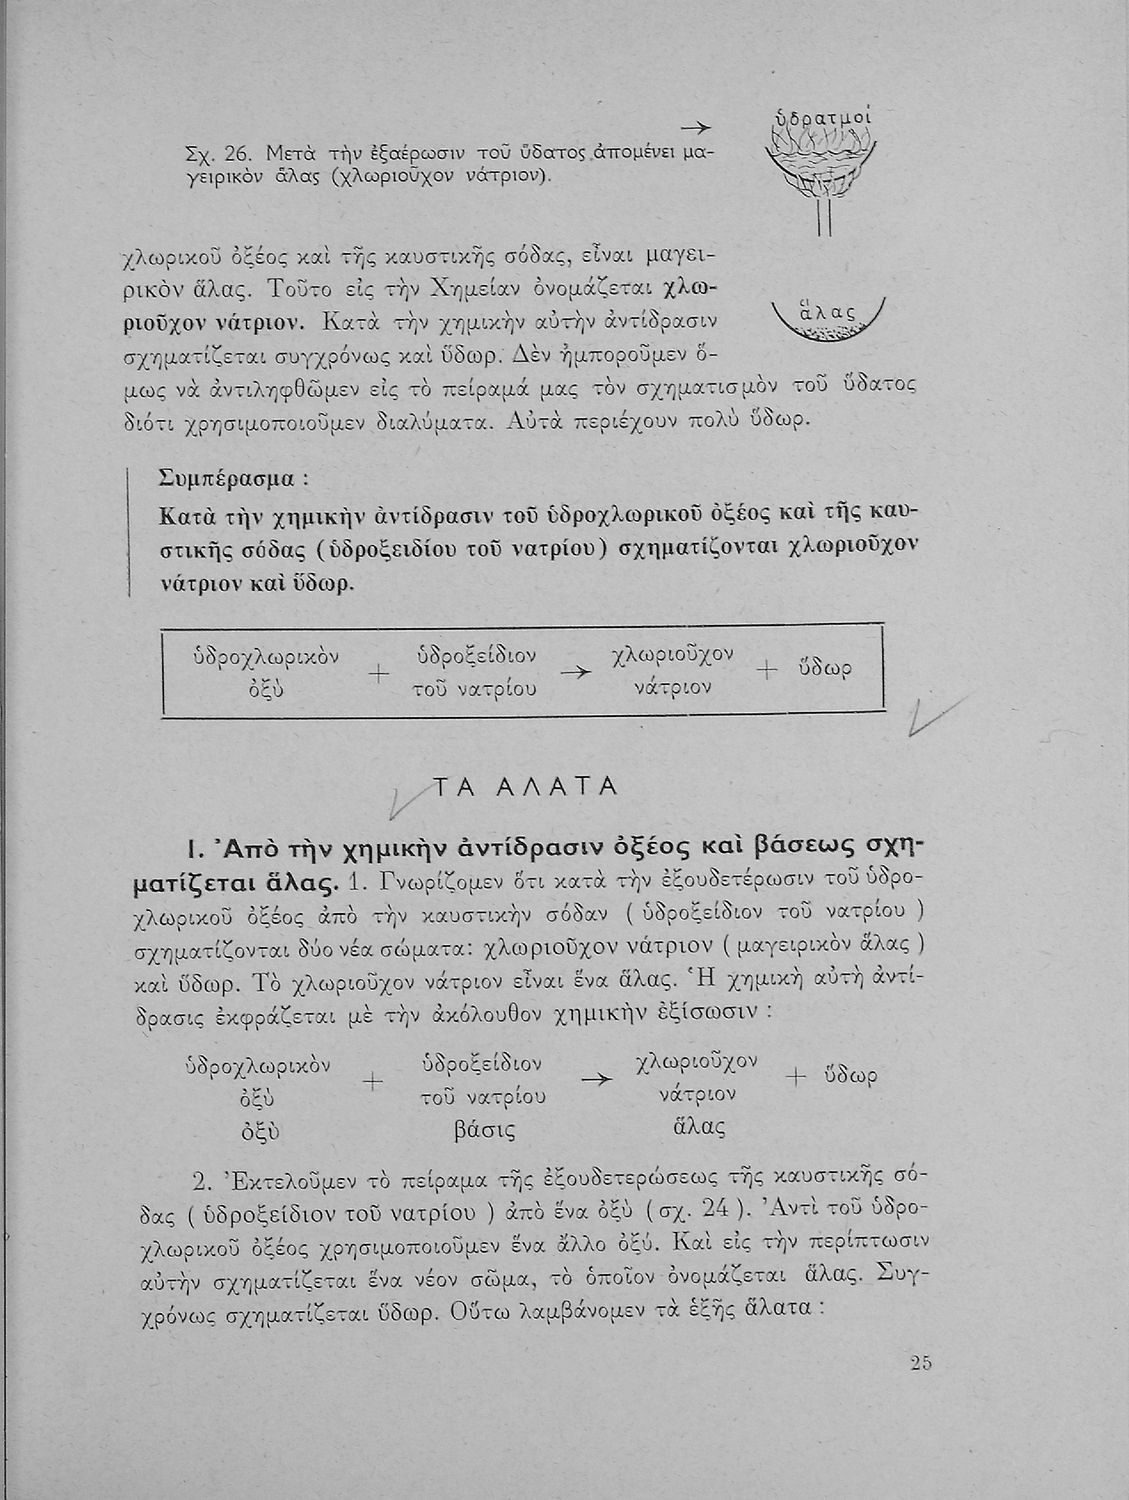 ὑδρατμοὶ
→
Σχ. 26. Μετὰ τὴν ἐξαέρωσιν τοῦ ὕδατος ἀπομένει μα-
γειρικὸν ἅλας (χλωριοῦχον νάτριον).
χλωρικοῦ ὀξέος καὶ τῆς καυστικῆς σόδας, εἶναι μαγει-
ρικὸν ἅλας. Τοῦτο εἰς τὴν Χημείαν ὀνομάζεται χλω-
ριοῦχον νάτριον. Κατὰ τὴν χημικὴν αὐτὴν ἀντίδρασιν
ἅλας
σχηματίζεται συγχρόνως καὶ ὕδωρ. Δὲν ἠμποροῦμεν ὅ-
μως νὰ ἀντιληφθῶμεν εἰς τὸ πείραμά μας τὸν σχηματισμὸν τοῦ ὕδατος
διότι χρησιμοποιοῦμεν διαλύματα. Αὐτὰ περιέχουν πολὺ ὕδωρ.
Συμπέρασμα :
Κατὰ τὴν χημικὴν ἀντίδρασιν τοῦ ὑδροχλωρικοῦ ὀξέος καὶ τῆς καυ-
στικῆς σόδας (ὑδροξειδίου τοῦ νατρίου) σχηματίζονται χλωριοῦχον
νάτριον καὶ ὕδωρ.
ὑδροχλωρικὸν + ὑδροξείδιον → χλωριοῦχον + ὕδωρ
ὀξὺ τοῦ νατρίου νάτριον
ΤΑ ΑΛΑΤΑ
Ι. Ἀπὸ τὴν χημικὴν ἀντίδρασιν ὀξέος καὶ βάσεως σχη-
ματίζεται ἅλας. 1. Γνωρίζομεν ὅτι κατὰ τὴν ἐξουδετέρωσιν τοῦ ὑδρο-
χλωρικοῦ ὀξέος ἀπὸ τὴν καυστικὴν σόδαν ( ὑδροξείδιον τοῦ νατρίου )
σχηματίζονται δύο νέα σώματα: χλωριοῦχον νάτριον ( μαγειρικὸν ἅλας )
καὶ ὕδωρ. Τὸ χλωριοῦχον νάτριον εἶναι ἕνα ἅλας. Ἡ χημικὴ αὐτὴ ἀντί-
δρασις ἐκφράζεται μὲ τὴν ἀκόλουθον χημικὴν ἐξίσωσιν :
ὑδροχλωρικὸν + ὑδροξείδιον → χλωριοῦχον + ὕδωρ
ὀξὺ τοῦ νατρίου νάτριον
ὀξὺ βάσις ἅλας
2. Ἐκτελοῦμεν τὸ πείραμα τῆς ἐξουδετερώσεως τῆς καυστικῆς σό-
δας ( ὑδροξείδιον τοῦ νατρίου ) ἀπὸ ἕνα ὀξὺ (σχ. 24 ). Ἀντὶ τοῦ ὑδρο-
χλωρικοῦ ὀξέος χρησιμοποιοῦμεν ἕνα ἄλλο ὀξύ. Καὶ εἰς τὴν περίπτωσιν
αὐτὴν σχηματίζεται ἕνα νέον σῶμα, τὸ ὁποῖον ὀνομάζεται ἅλας. Συγ-
χρόνως σχηματίζεται ὕδωρ. Οὕτω λαμβάνομεν τὰ ἑξῆς ἅλατα :
25